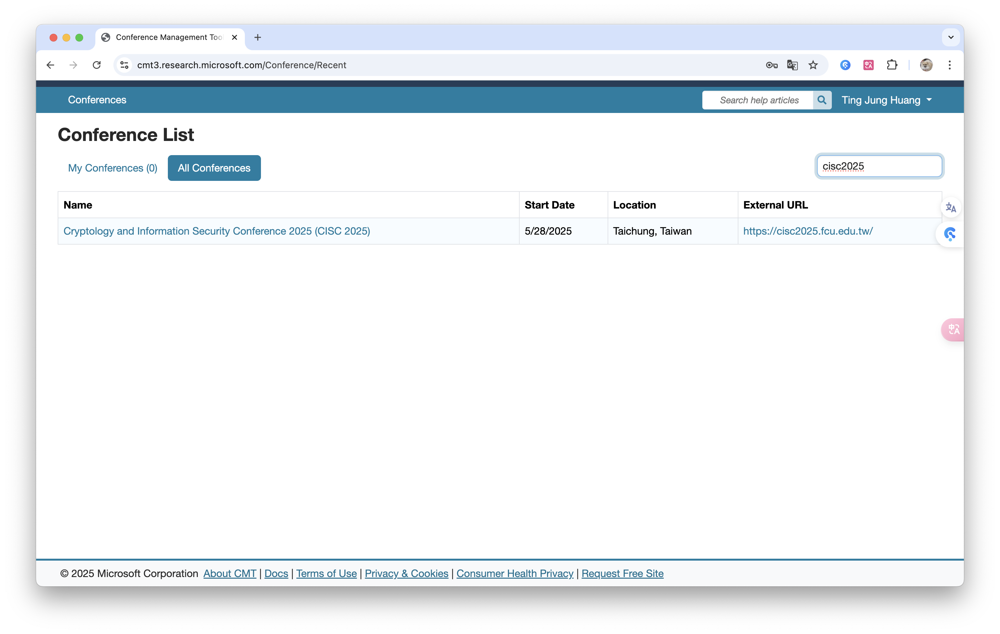 Conference Management Too
cmt3.research.microsoft.com/Conference/Recent
Conferences
Search help articles
Ting Jung Huang
Conference List
My Conferences (0)
All Conferences
cisc2025
Name Start Date Location External URL
Cryptology and Information Security Conference 2025 (CISC 2025) 5/28/2025 Taichung, Taiwan https://cisc2025.fcu.edu.tw/
© 2025 Microsoft Corporation About CMT | Docs | Terms of Use | Privacy & Cookies | Consumer Health Privacy | Request Free Site